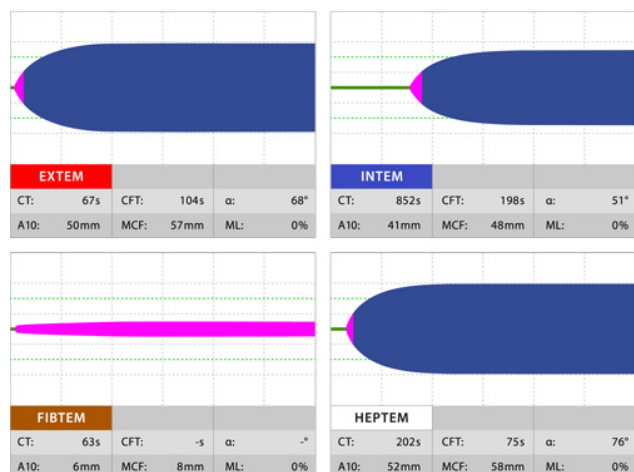 EXTEM
CT: 67s CFT: 104s α: 68°
A10: 50mm MCF: 57mm ML: 0%
INTEM
CT: 852s CFT: 198s α: 51°
A10: 41mm MCF: 48mm ML: 0%
FIBTEM
CT: 63s CFT: -s α: -°
A10: 6mm MCF: 8mm ML: 0%
HEPTEM
CT: 202s CFT: 75s α: 76°
A10: 52mm MCF: 58mm ML: 0%